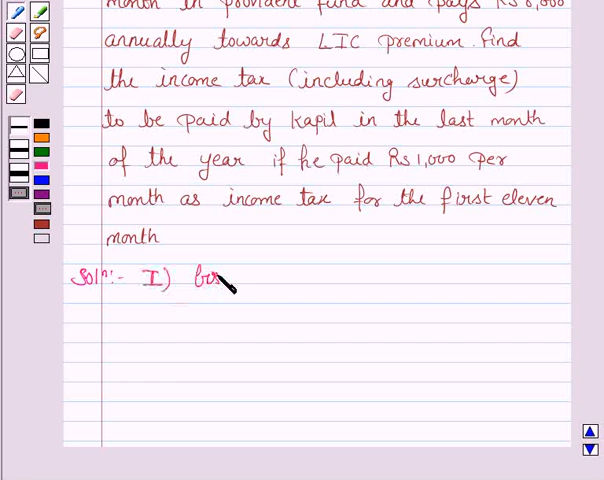 month in provident fund and pays Rs 8,000
annually towards LIC premium. Find
the income tax (including surcharge)
to be paid by Kapil in the last month
of the year if he paid Rs 1,000 per
month as income tax for the first eleven
month
Solⁿ:- I) bas